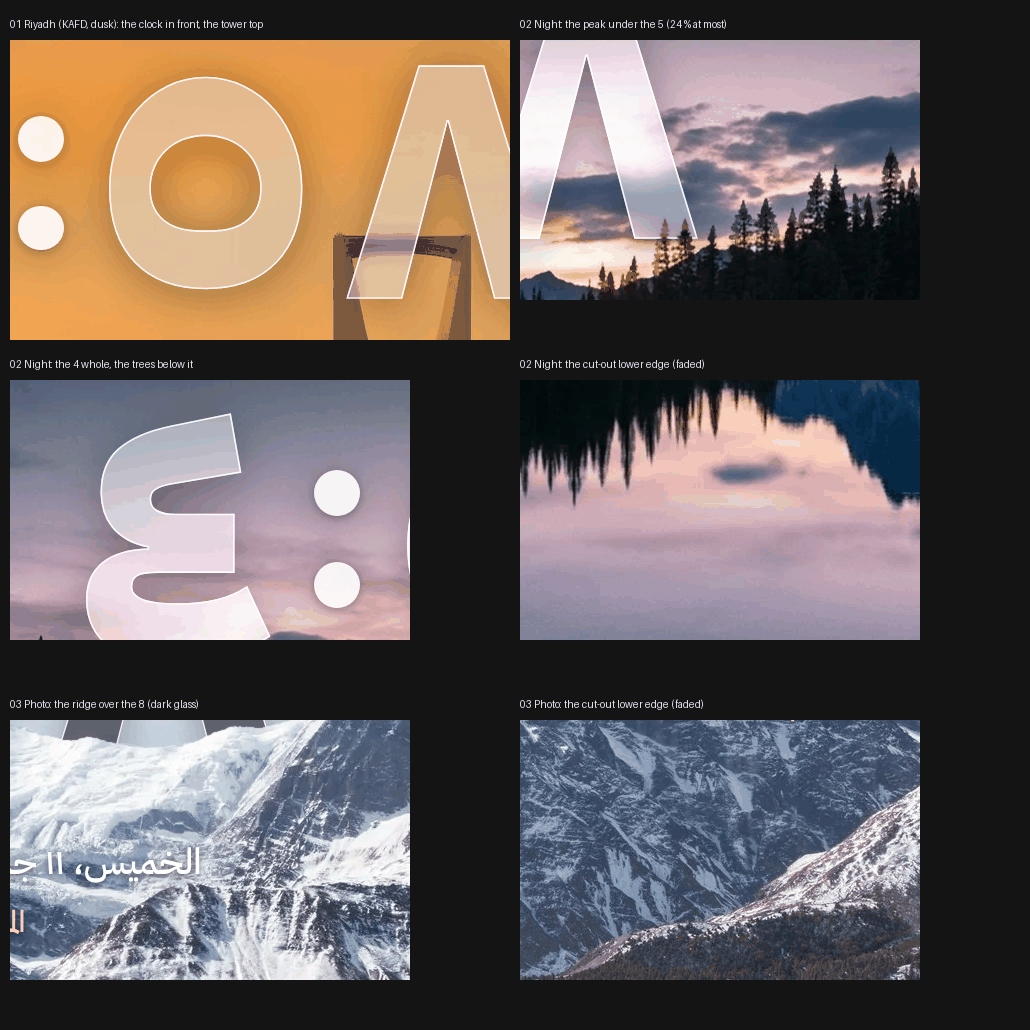 01 Riyadh (KAFD, dusk): the clock in front, the tower top
02 Night: the peak under the 5 (24% at most)
:٥٨
٨
02 Night: the 4 whole, the trees below it
02 Night: the cut-out lower edge (faded)
٤:
03 Photo: the ridge over the 8 (dark glass)
03 Photo: the cut-out lower edge (faded)
الخميس، ١١